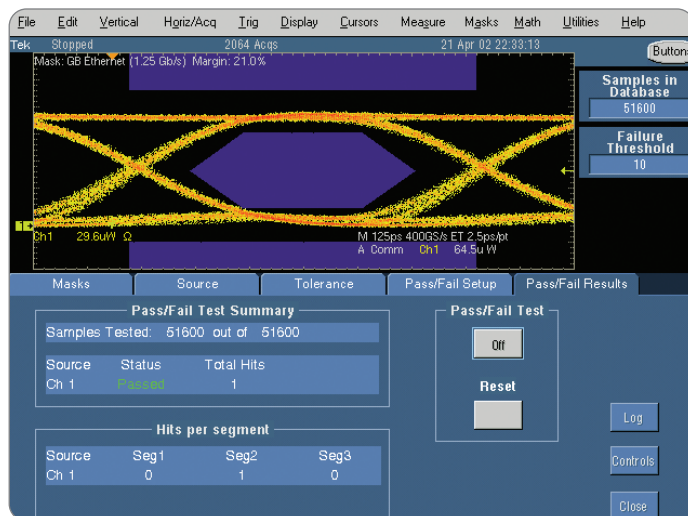 File Edit Vertical Horiz/Acq Trig Display Cursors Measure Masks Math Utilities Help
Tek Stopped 2064 Acqs 21 Apr 02 22:33:13
Buttons
Mask: GB Ethernet (1.25 Gb/s) Margin: 21.0%
Samples in
Database
51600
Failure
Threshold
10
1
Ch1 29.6uW Ω
M 125ps 400GS/s ET 2.5ps/pt
A Comm Ch1 64.5u W
Masks Source Tolerance Pass/Fail Setup Pass/Fail Results
Pass/Fail Test Summary
Samples Tested: 51600 out of 51600
Source Status Total Hits
Ch 1 Passed 1
Pass/Fail Test
Off
Reset
Hits per segment
Source Seg1 Seg2 Seg3
Ch 1 0 1 0
Log
Controls
Close